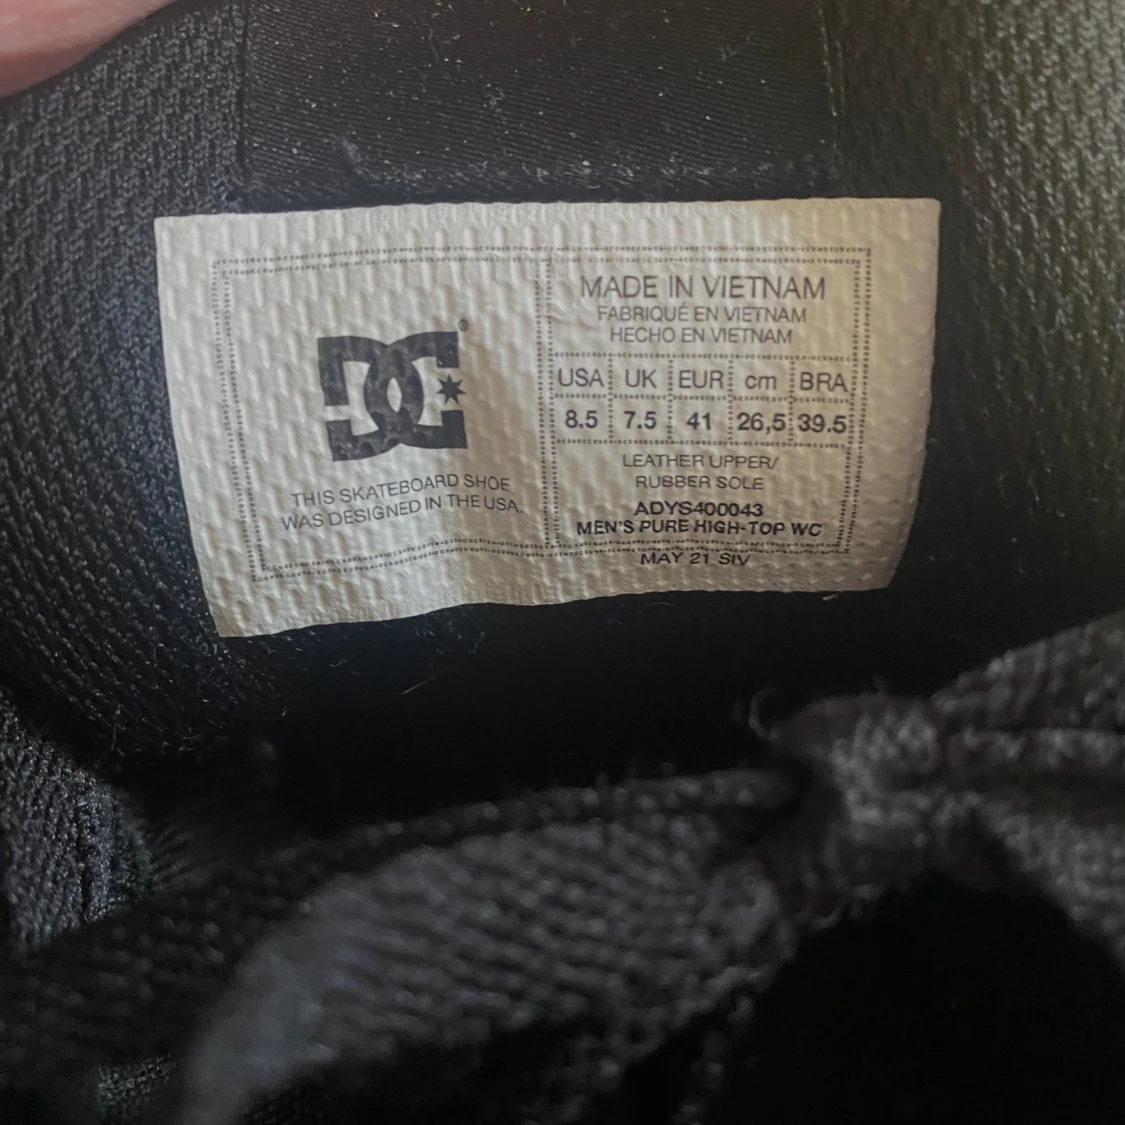 DC®
THIS SKATEBOARD SHOE
WAS DESIGNED IN THE USA.
MADE IN VIETNAM
FABRIQUÉ EN VIETNAM
HECHO EN VIETNAM
USA UK EUR cm BRA
8.5 7.5 41 26,5 39.5
LEATHER UPPER/
RUBBER SOLE
ADYS400043
MEN'S PURE HIGH-TOP WC
MAY 21 SIV